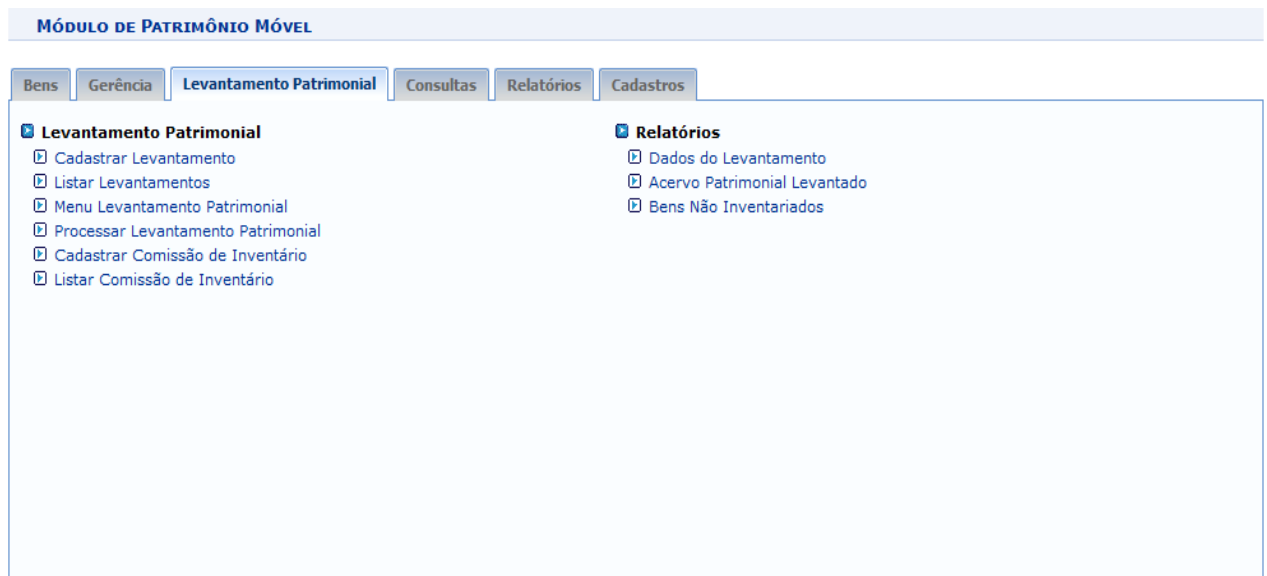 Módulo de Patrimônio Móvel
Bens Gerência Levantamento Patrimonial Consultas Relatórios Cadastros
Levantamento Patrimonial
Cadastrar Levantamento
Listar Levantamentos
Menu Levantamento Patrimonial
Processar Levantamento Patrimonial
Cadastrar Comissão de Inventário
Listar Comissão de Inventário
Relatórios
Dados do Levantamento
Acervo Patrimonial Levantado
Bens Não Inventariados